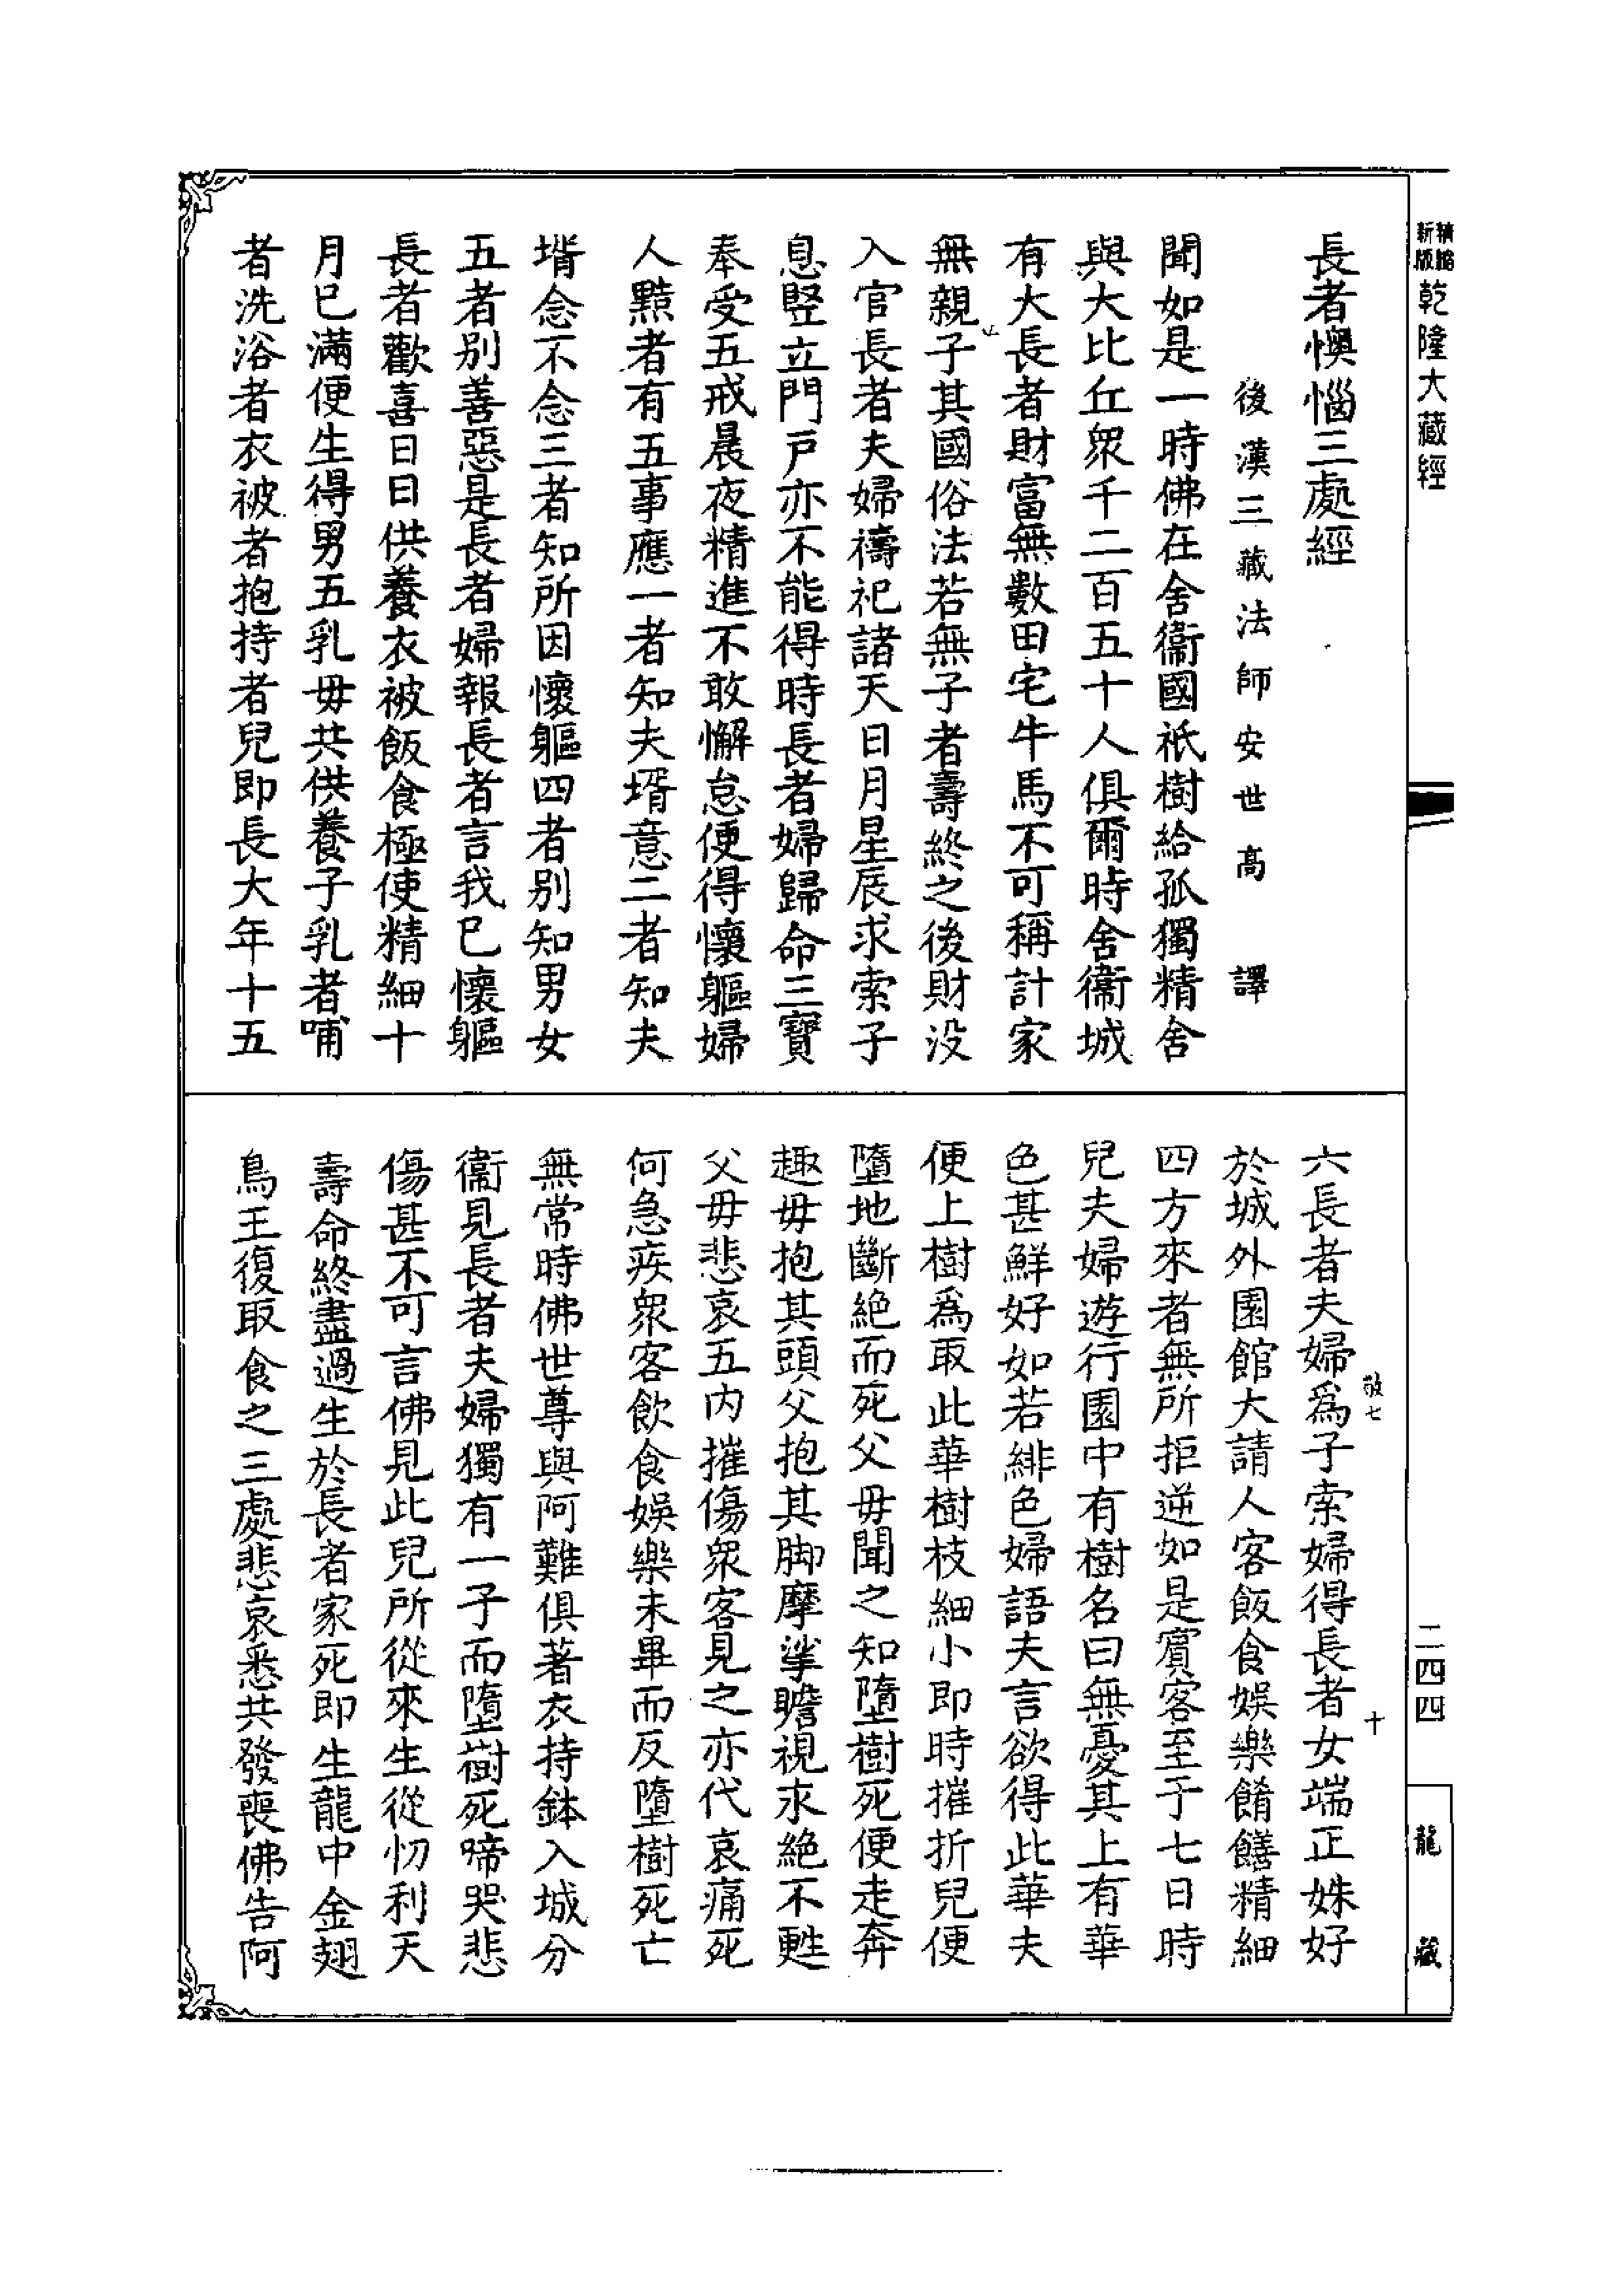 長者懊惱三處經
後漢三藏法師安世高 譯
聞如是一時佛在舍衞國祇樹給孤獨精舍
與大比丘衆千二百五十人俱爾時舍衞城
有大長者財富無數田宅牛馬不可稱計家
無親子其國俗法若無子者壽終之後財没
入官長者夫婦禱祀諸天日月星辰求索子
息竪立門戸亦不能得時長者婦歸命三寶
奉受五戒晨夜精進不敢懈怠便得懷軀婦
人黠者有五事應一者知夫壻意二者知夫
壻念不念三者知所因懷軀四者别知男女
五者别善惡是長者婦報長者言我已懷軀
長者歡喜日日供養衣被飯食極使精細十
月已滿便生得男五乳母共供養子乳者哺
者洗浴者衣被者抱持者兒即長大年十五
六長者夫婦爲子索婦得長者女端正姝好
於城外園館大請人客飯食娛樂餚饍精細
四方來者無所拒逆如是賓客至于七日時
兒夫婦遊行園中有樹名曰無憂其上有華
色甚鮮好如若緋色婦語夫言欲得此華夫
便上樹爲取此華樹枝細小即時摧折兒便
墮地斷絶而死父母聞之知墮樹死便走奔
趣母抱其頭父抱其脚摩挲瞻視永絶不甦
父母悲哀五内摧傷衆客見之亦代哀痛死
何急疾衆客飲食娛樂未畢而反墮樹死亡
無常時佛世尊與阿難俱著衣持鉢入城分
衞見長者夫婦獨有一子而墮樹死啼哭悲
傷甚不可言佛見此兒所從來生從忉利天
壽命終盡過生於長者家死即生龍中金翅
鳥王復取食之三處悲哀悉共發喪佛告阿
敬七
十
新版
精縮
乾隆大藏經
二四四
龍藏